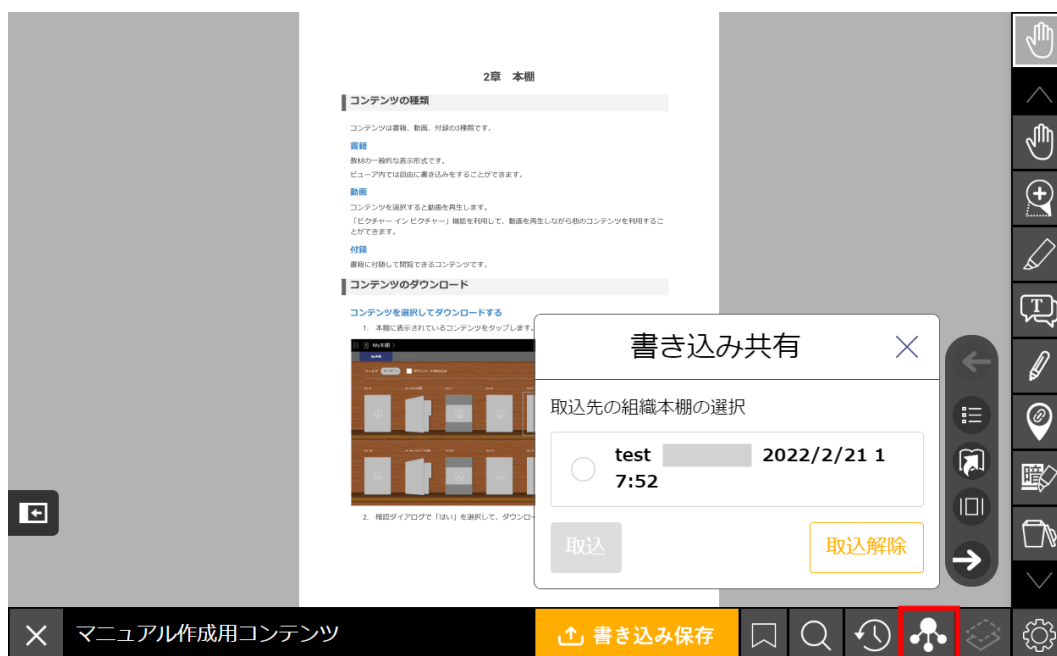 2章 本棚
コンテンツの種類
コンテンツは書籍、動画、付録の3種類です。
書籍
教材の一般的な表示形式です。
ビューア内では自由に書き込みをすることができます。
動画
コンテンツを選択すると動画を再生します。
「ピクチャー イン ピクチャー」機能を利用して、動画を再生しながら他のコンテンツを利用するこ
とができます。
付録
書籍に付随して閲覧できるコンテンツです。
コンテンツのダウンロード
コンテンツを選択してダウンロードする
1. 本棚に表示されているコンテンツをタップします。
My本棚
My本棚
2. 確認ダイアログで「はい」を選択して、ダウンロー
書き込み共有
取込先の組織本棚の選択
test 2022/2/21 1
7:52
取込
取込解除
T
暗
マニュアル作成用コンテンツ
書き込み保存